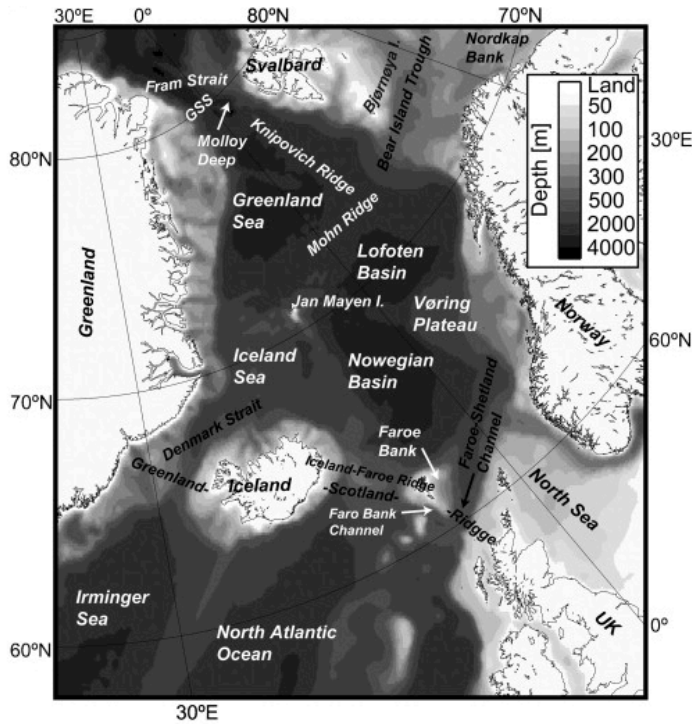 30ºE
0º
80ºN
70ºN
Nordkap
Bank
Svalbard
Bjørnøya I.
Bear Island Trough
Fram Strait
GSS
Molloy
Deep
Knipovich Ridge
Depth [m]
Land
50
100
200
300
500
2000
4000
30ºE
80ºN
Greenland
Sea
Mohn Ridge
Lofoten
Basin
Greenland
Jan Mayen I.
Vøring
Plateau
Norway
60ºN
Iceland
Sea
Nowegian
Basin
70ºN
Denmark Strait
Faroe-Shetland
Channel
Faroe
Bank
Greenland-
Iceland
Iceland-Faroe Ridge
-Scotland-
Faro Bank
Channel
-Ridgge
North Sea
Irminger
Sea
UK
0º
North Atlantic
Ocean
60ºN
30ºE